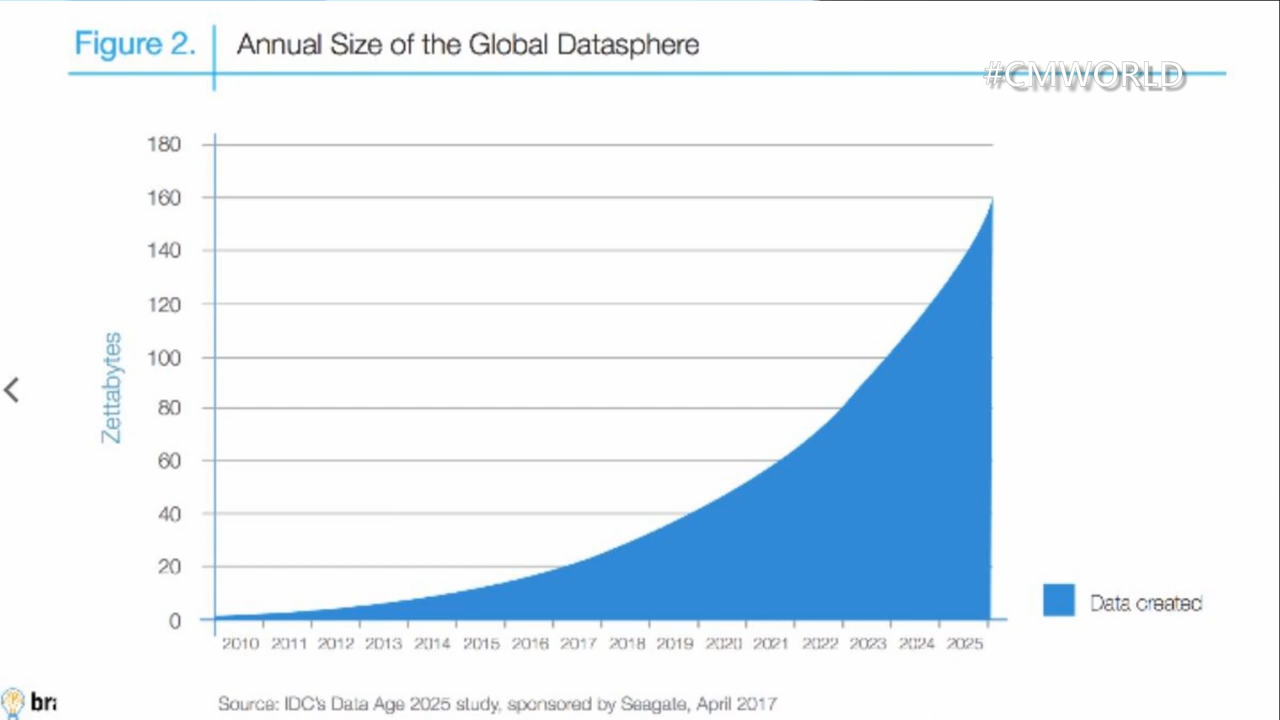 Figure 2.
Annual Size of the Global Datasphere
#CMWORLD
180
160
140
120
100
80
60
40
20
0
Zettabytes
2010 2011 2012 2013 2014 2015 2016 2017 2018 2019 2020 2021 2022 2023 2024 2025
Data created
Source: IDC's Data Age 2025 study, sponsored by Seagate, April 2017